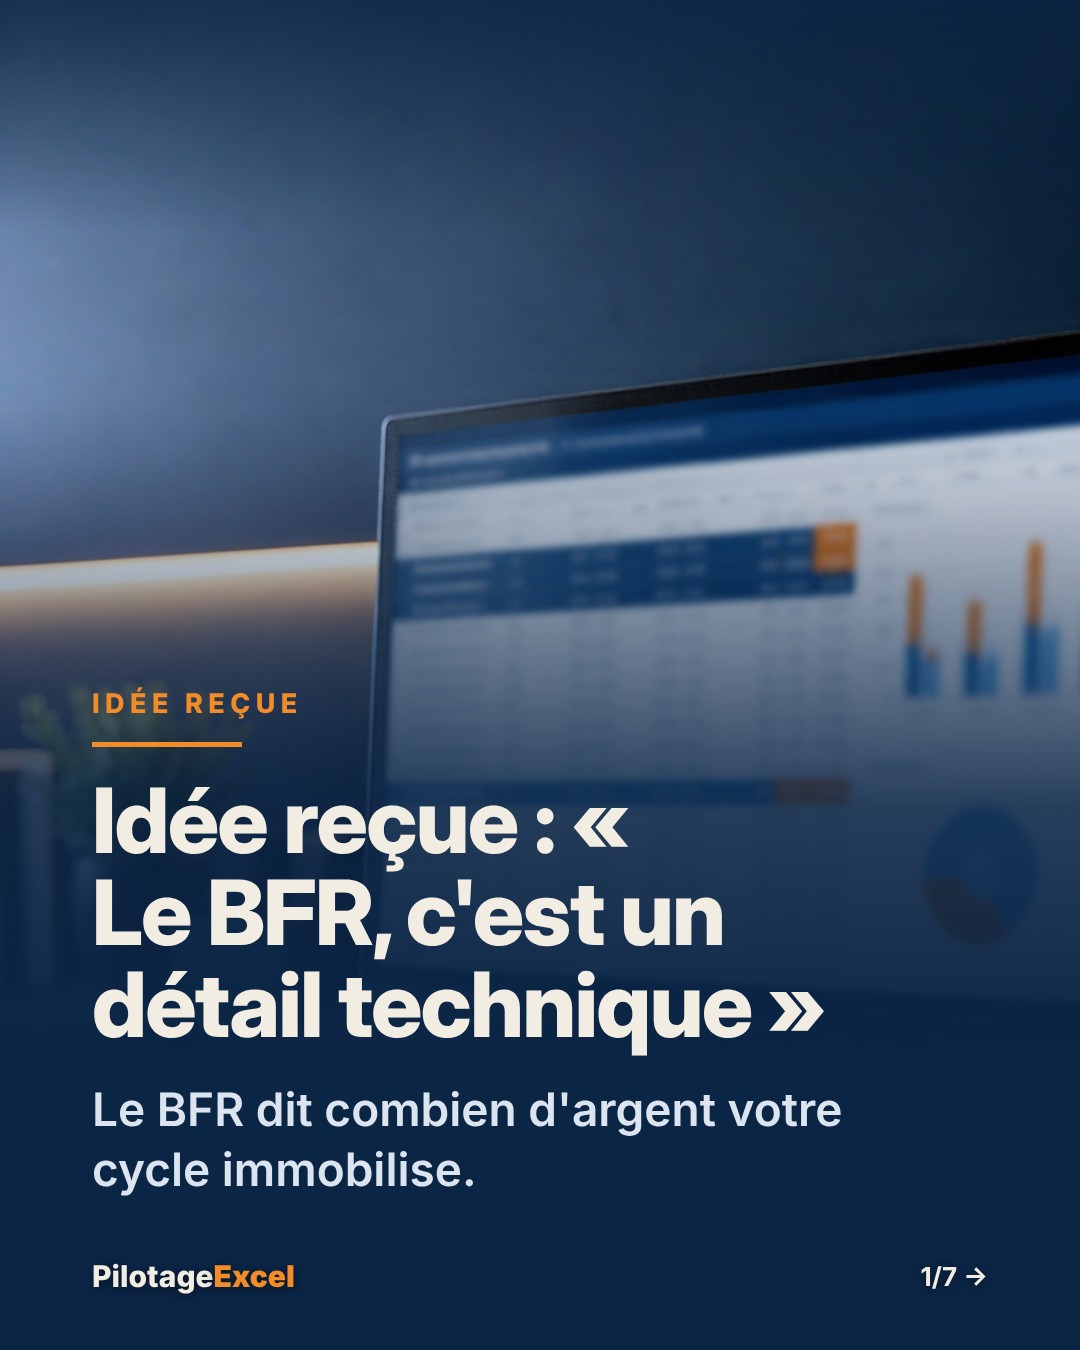 IDÉE REÇUE
Idée reçue : «
Le BFR, c'est un
détail technique »
Le BFR dit combien d'argent votre
cycle immobilise.
PilotageExcel
1/7 →